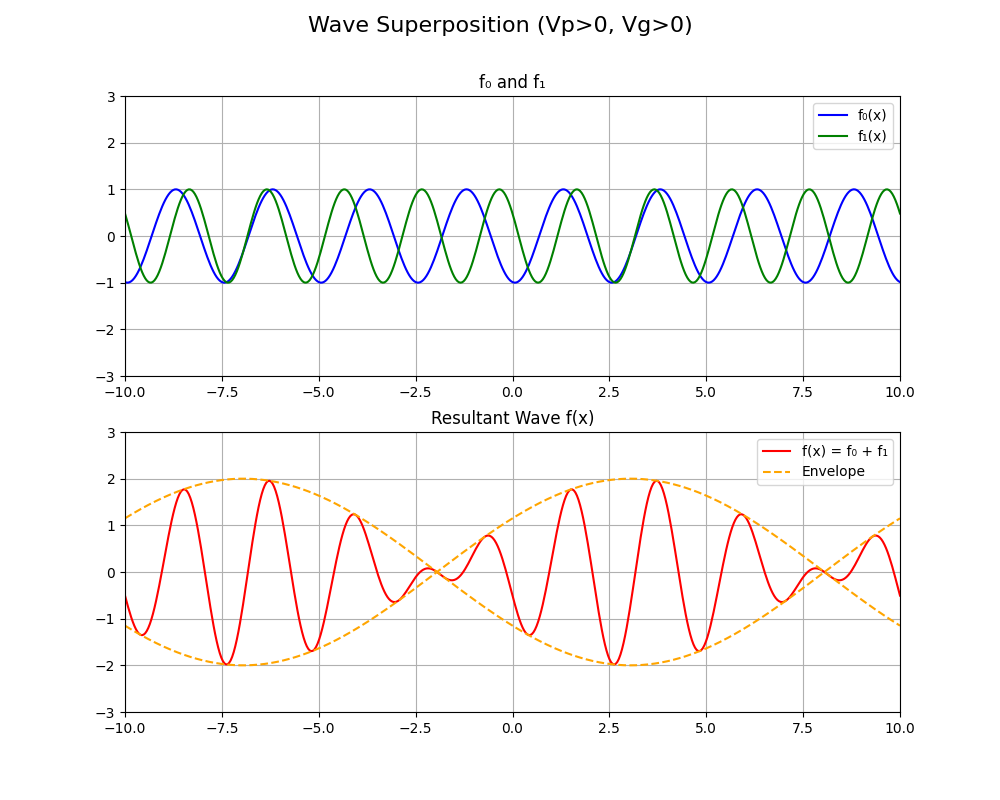 Wave Superposition (Vp>0, Vg>0)
f₀ and f₁
3
2
1
0
−1
−2
−3
f₀(x)
f₁(x)
−10.0 −7.5 −5.0 −2.5 0.0 2.5 5.0 7.5 10.0
Resultant Wave f(x)
3
2
1
0
−1
−2
−3
f(x) = f₀ + f₁
Envelope
−10.0 −7.5 −5.0 −2.5 0.0 2.5 5.0 7.5 10.0